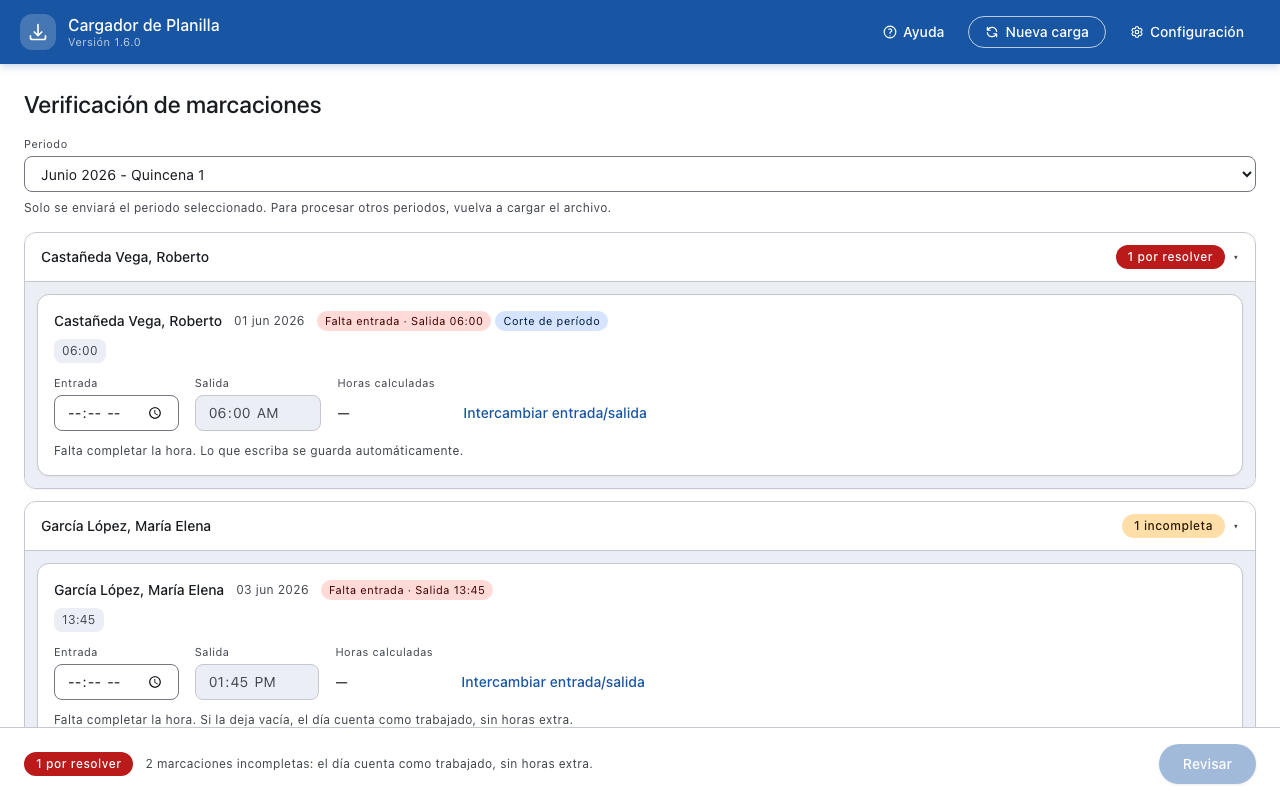 Cargador de Planilla
Versión 1.6.0
Ayuda
Nueva carga
Configuración
Verificación de marcaciones
Periodo
Junio 2026 - Quincena 1
Solo se enviará el periodo seleccionado. Para procesar otros periodos, vuelva a cargar el archivo.
Castañeda Vega, Roberto
1 por resolver
Castañeda Vega, Roberto 01 jun 2026 Falta entrada · Salida 06:00 Corte de período
06:00
Entrada Salida Horas calculadas
--:-- -- 06:00 AM — Intercambiar entrada/salida
Falta completar la hora. Lo que escriba se guarda automáticamente.
García López, María Elena
1 incompleta
García López, María Elena 03 jun 2026 Falta entrada · Salida 13:45
13:45
Entrada Salida Horas calculadas
--:-- -- 01:45 PM — Intercambiar entrada/salida
Falta completar la hora. Si la deja vacía, el día cuenta como trabajado, sin horas extra.
1 por resolver 2 marcaciones incompletas: el día cuenta como trabajado, sin horas extra.
Revisar